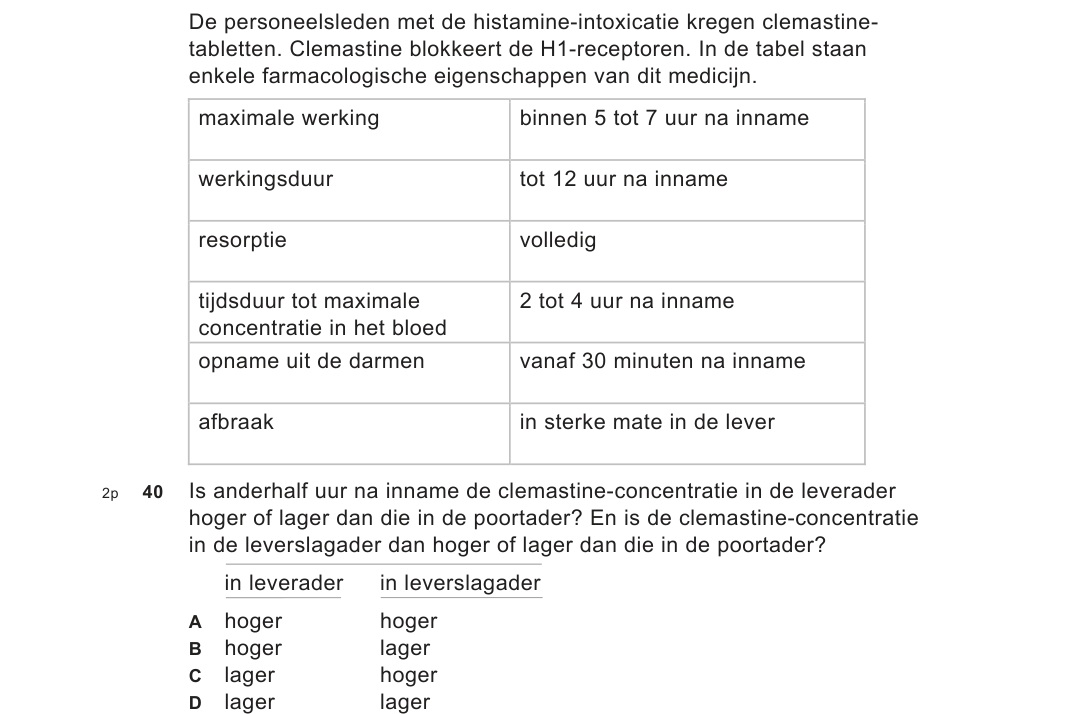 De personeelsleden met de histamine-intoxicatie kregen clemastine-
tabletten. Clemastine blokkeert de H1-receptoren. In de tabel staan
enkele farmacologische eigenschappen van dit medicijn.
maximale werking binnen 5 tot 7 uur na inname
werkingsduur tot 12 uur na inname
resorptie volledig
tijdsduur tot maximale 2 tot 4 uur na inname
concentratie in het bloed
opname uit de darmen vanaf 30 minuten na inname
afbraak in sterke mate in de lever
2p 40 Is anderhalf uur na inname de clemastine-concentratie in de leverader
hoger of lager dan die in de poortader? En is de clemastine-concentratie
in de leverslagader dan hoger of lager dan die in de poortader?
in leverader in leverslagader
A hoger hoger
B hoger lager
C lager hoger
D lager lager